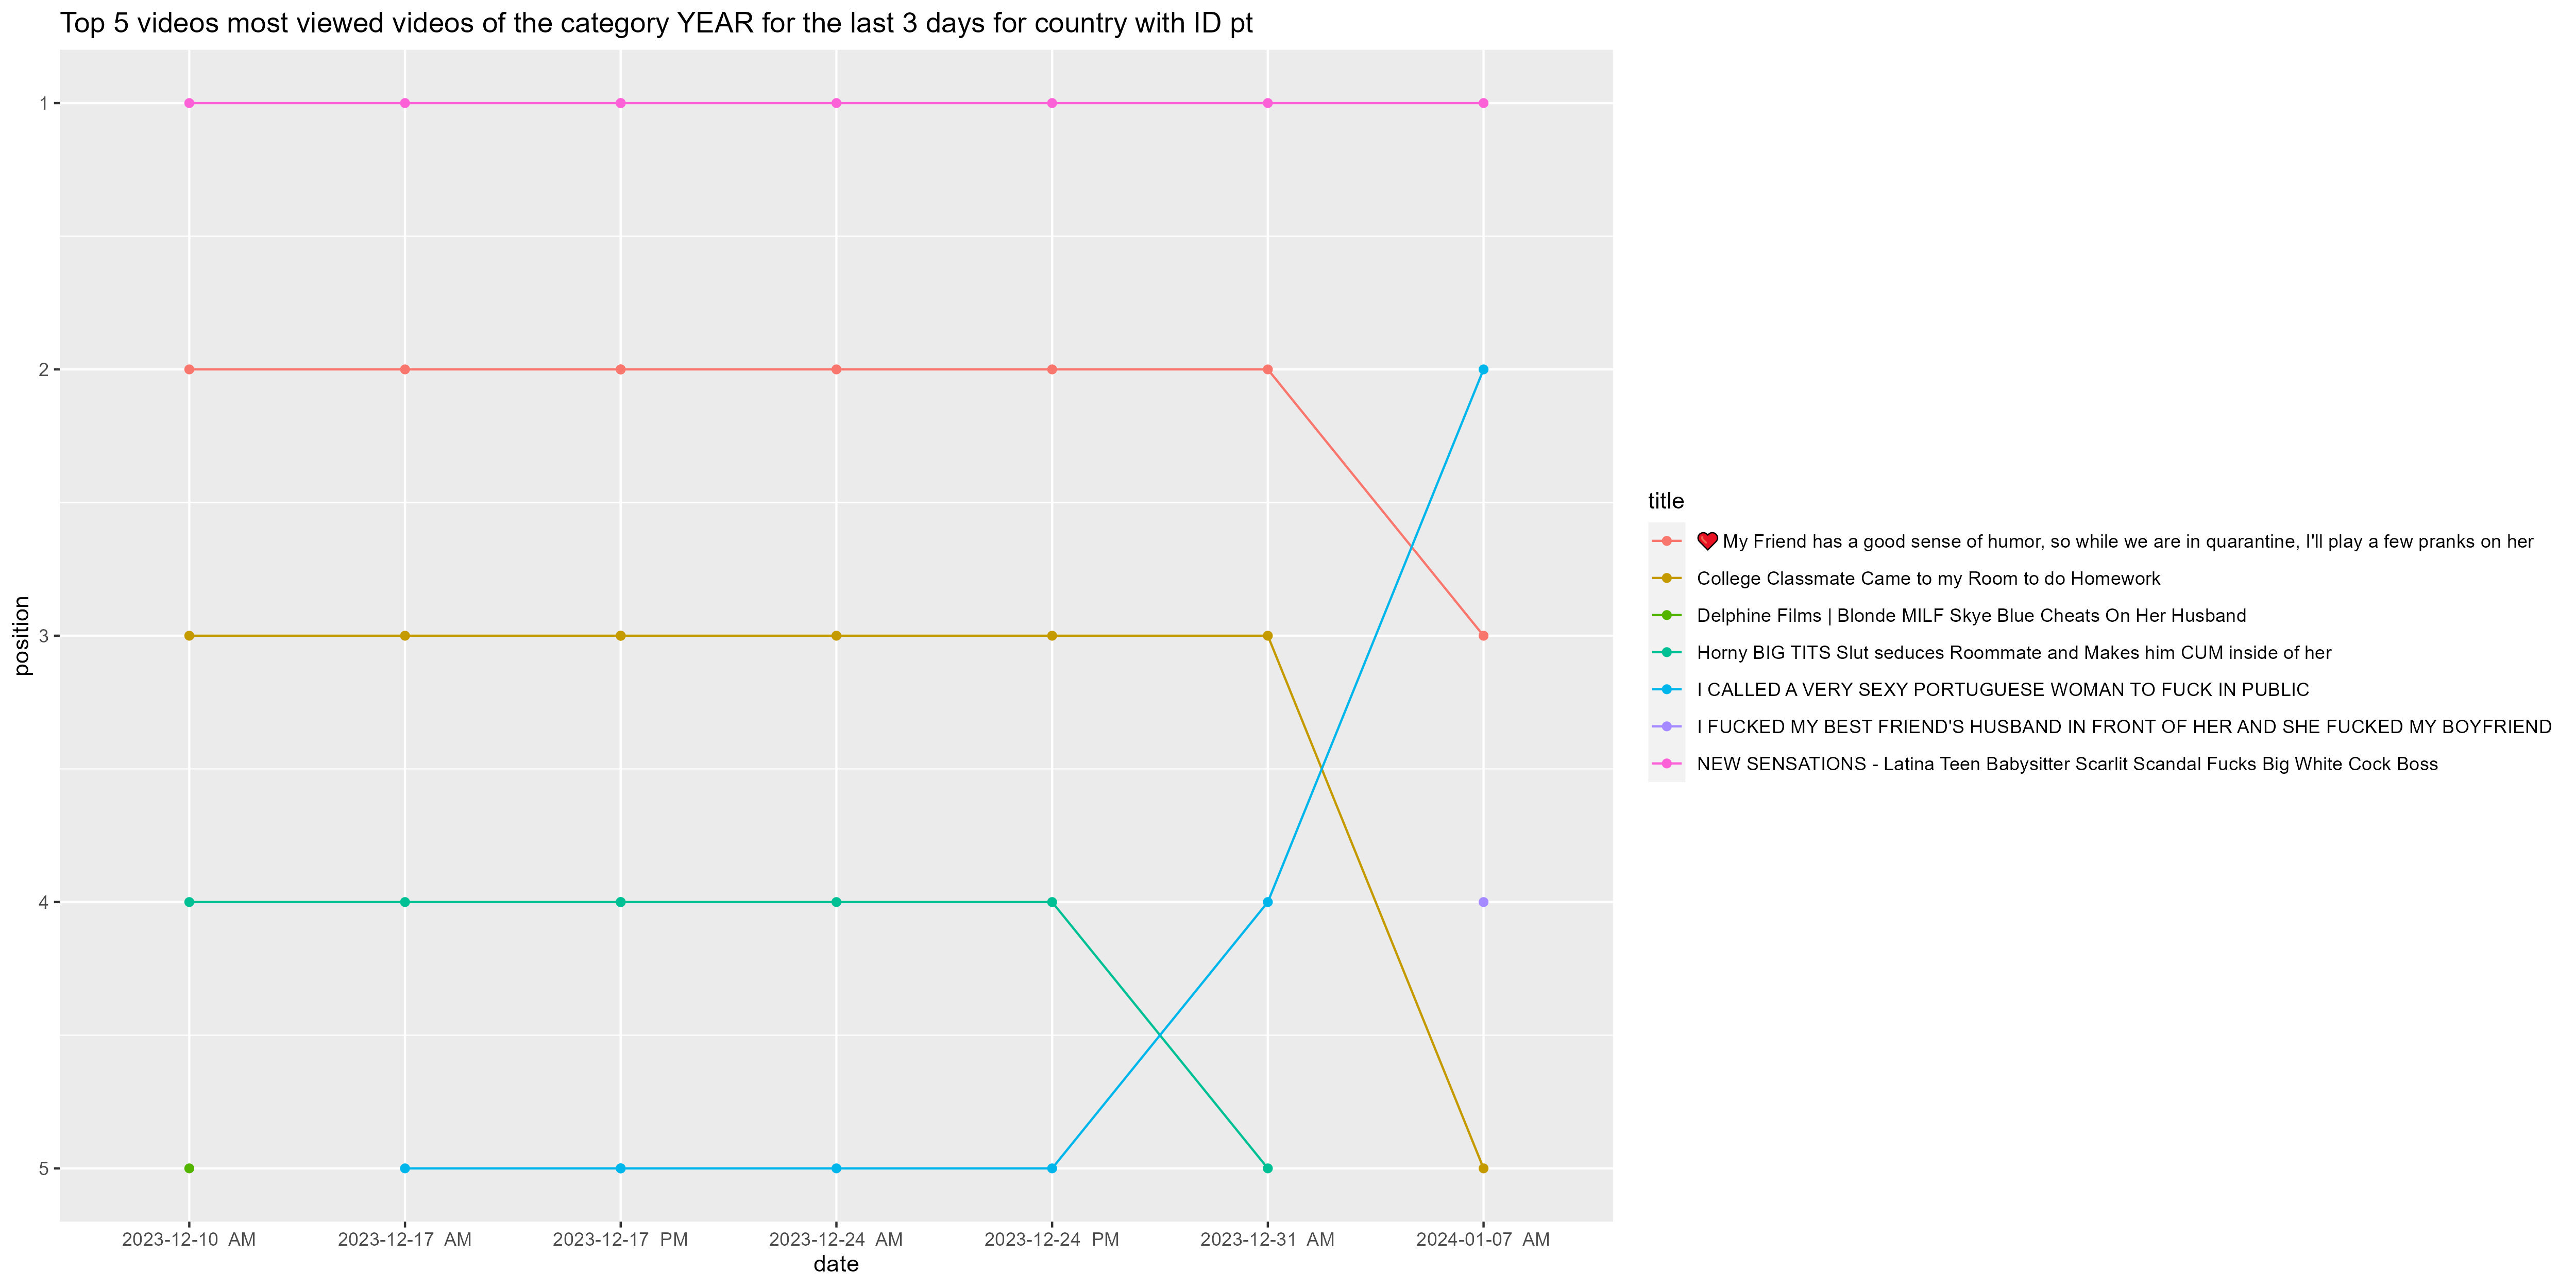 Top 5 videos most viewed videos of the category YEAR for the last 3 days for country with ID pt
position
1
2
3
4
5
2023-12-10 AM
2023-12-17 AM
2023-12-17 PM
2023-12-24 AM
2023-12-24 PM
2023-12-31 AM
2024-01-07 AM
date
title
❤️ My Friend has a good sense of humor, so while we are in quarantine, I'll play a few pranks on her
College Classmate Came to my Room to do Homework
Delphine Films | Blonde MILF Skye Blue Cheats On Her Husband
Horny BIG TITS Slut seduces Roommate and Makes him CUM inside of her
I CALLED A VERY SEXY PORTUGUESE WOMAN TO FUCK IN PUBLIC
I FUCKED MY BEST FRIEND'S HUSBAND IN FRONT OF HER AND SHE FUCKED MY BOYFRIEND
NEW SENSATIONS - Latina Teen Babysitter Scarlit Scandal Fucks Big White Cock Boss